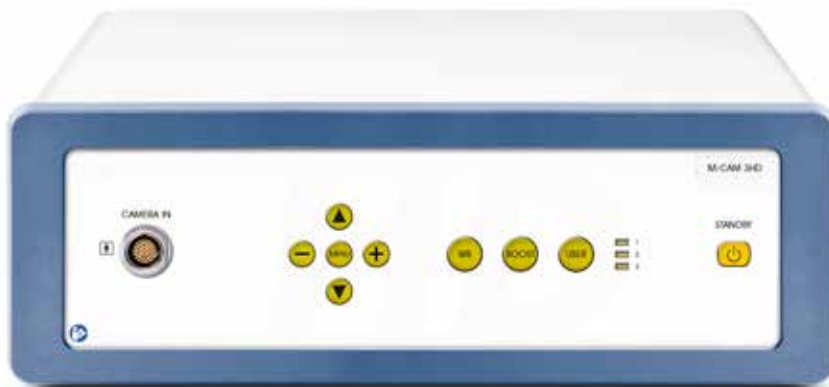 M-CAM 3HD
CAMERA IN
STANDBY
− MENU +
WB BOOST USER
1
2
3